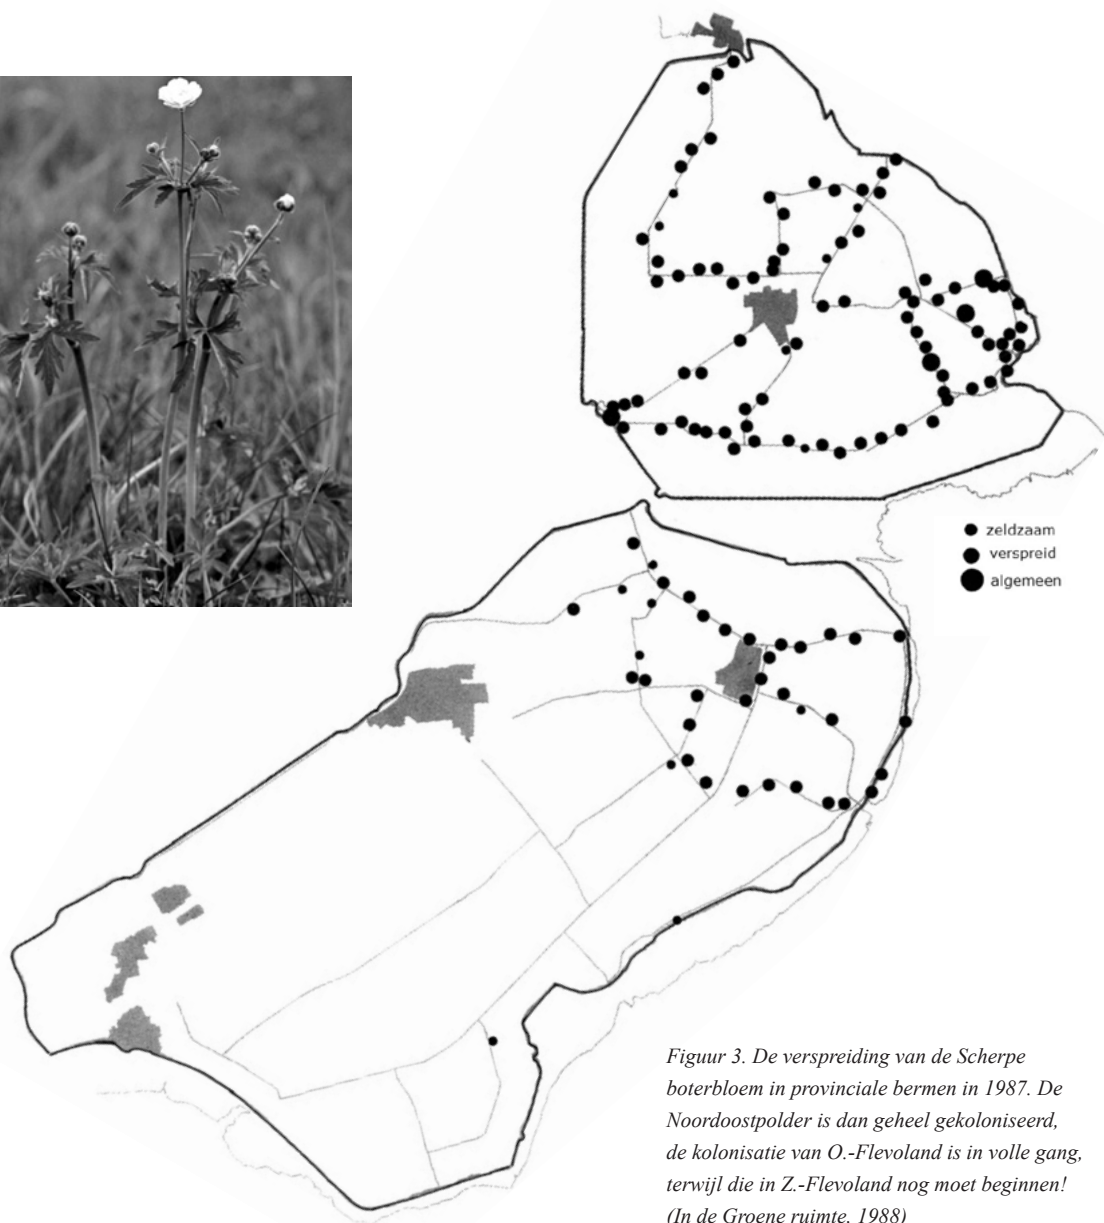 zeldzaam
verspreid
algemeen
Figuur 3. De verspreiding van de Scherpe
boterbloem in provinciale bermen in 1987. De
Noordoostpolder is dan geheel gekoloniseerd,
de kolonisatie van O.-Flevoland is in volle gang,
terwijl die in Z.-Flevoland nog moet beginnen!
(In de Groene ruimte, 1988)